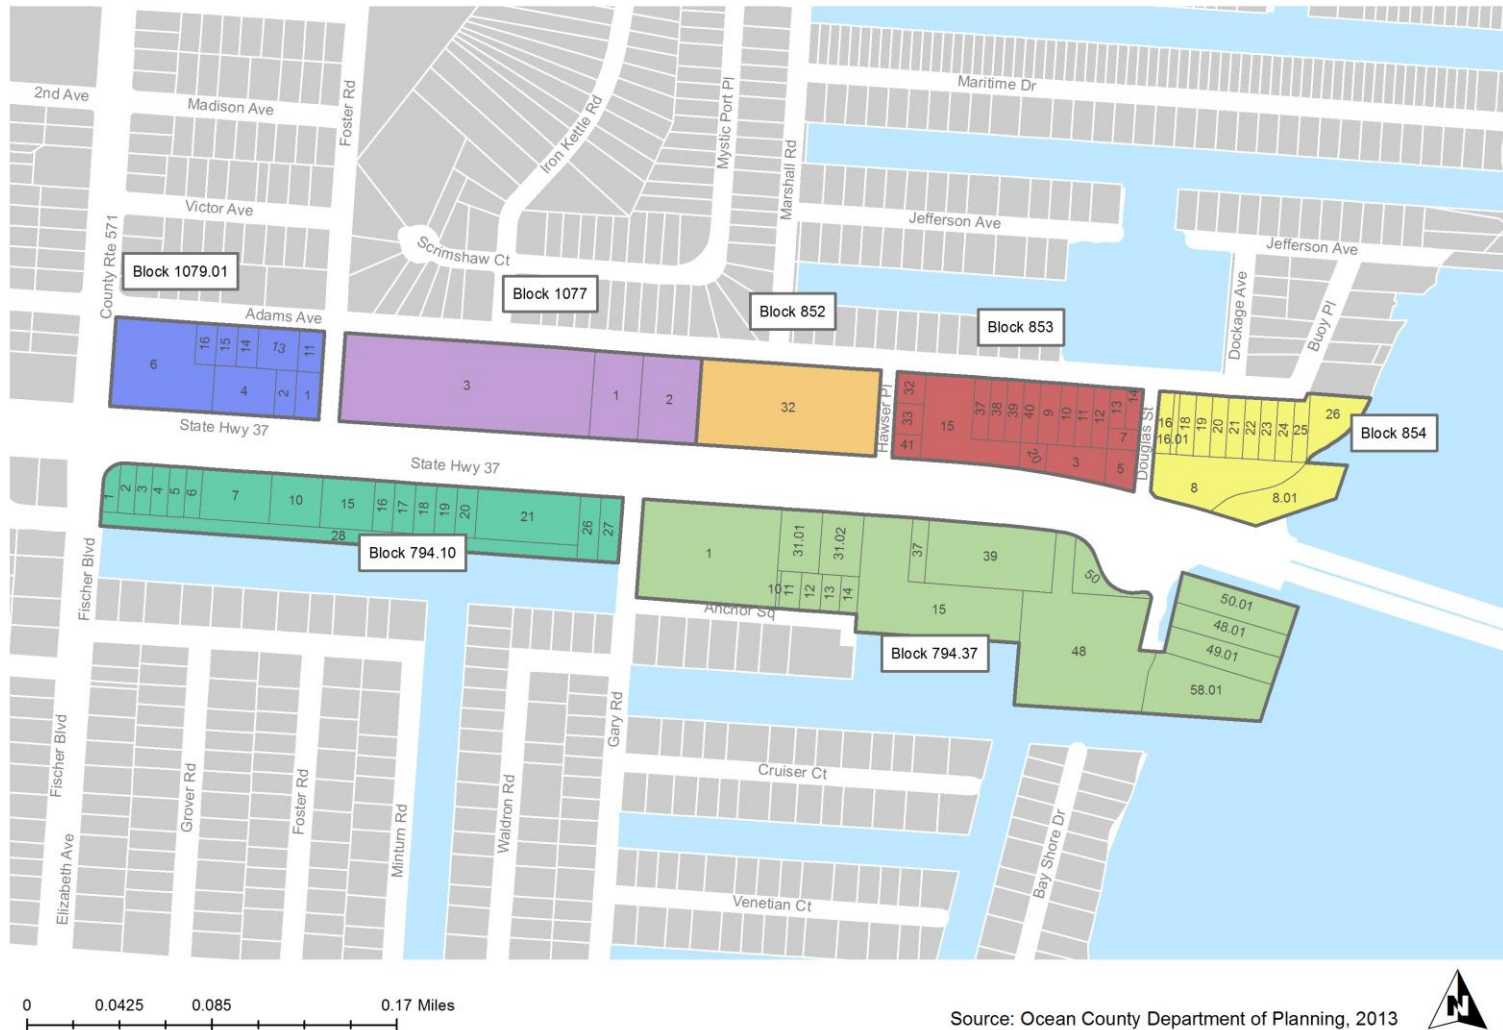 Maritime Dr
2nd Ave
Madison Ave
Foster Rd
Iron Kettle Rd
Mystic Port Pl
Marshall Rd
Victor Ave
Jefferson Ave
Scrimshaw Ct
Jefferson Ave
County Rte 571
Block 1079.01
Block 1077
Block 852
Block 853
Dockage Ave
Buoy Pl
Adams Ave
6
16
15
14
13
11
4
2
1
3
1
2
32
Hawser Pl
32
33
41
15
37
38
39
40
9
10
11
12
13
14
7
20
3
5
Douglas St
16
16.01
18
19
20
21
22
23
24
25
26
Block 854
8
8.01
State Hwy 37
State Hwy 37
1
2
3
4
5
6
7
10
15
16
17
18
19
20
21
26
27
28
Block 794.10
1
31.01
31.02
37
39
50
10
11
12
13
14
15
Anchor Sq
Block 794.37
48
50.01
48.01
49.01
58.01
Fischer Blvd
Fischer Blvd
Elizabeth Ave
Grover Rd
Foster Rd
Mintum Rd
Waldron Rd
Gary Rd
Cruiser Ct
Venetian Ct
Bay Shore Dr
0 0.0425 0.085 0.17 Miles
Source: Ocean County Department of Planning, 2013
N